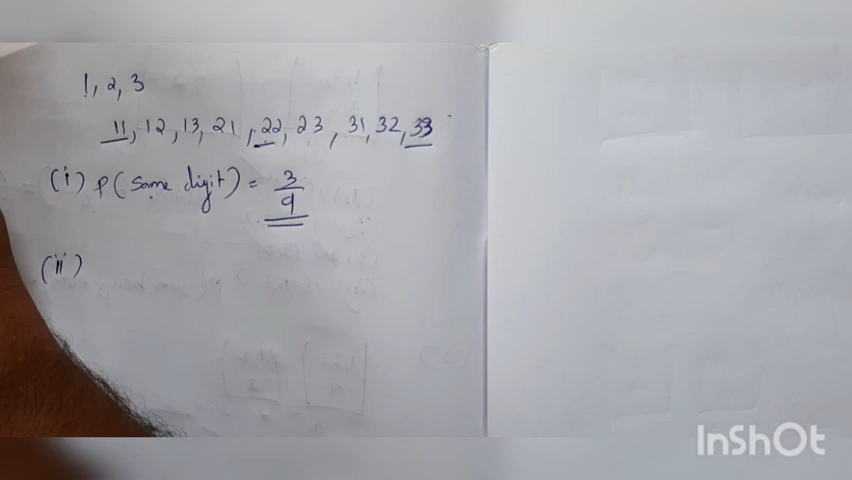 1, 2, 3
11, 12, 13, 21, 22, 23, 31, 32, 33
(i) P(same digit) = 3/9
(ii)
InShOt